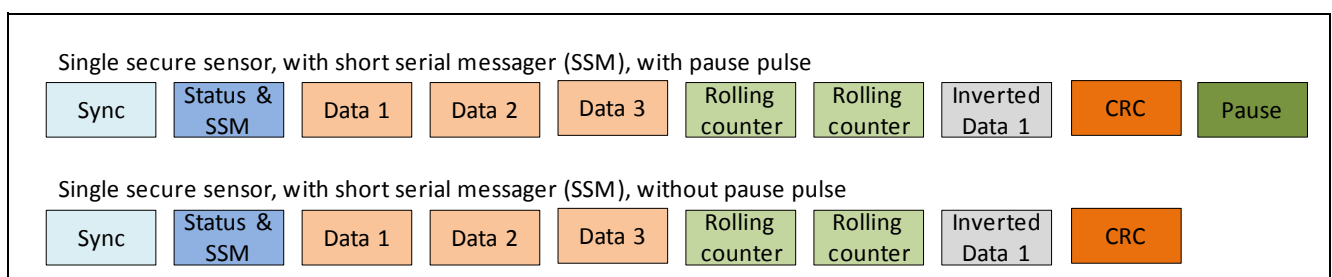 Single secure sensor, with short serial messager (SSM), with pause pulse
Sync
Status &
SSM
Data 1
Data 2
Data 3
Rolling
counter
Rolling
counter
Inverted
Data 1
CRC
Pause
Single secure sensor, with short serial messager (SSM), without pause pulse
Sync
Status &
SSM
Data 1
Data 2
Data 3
Rolling
counter
Rolling
counter
Inverted
Data 1
CRC